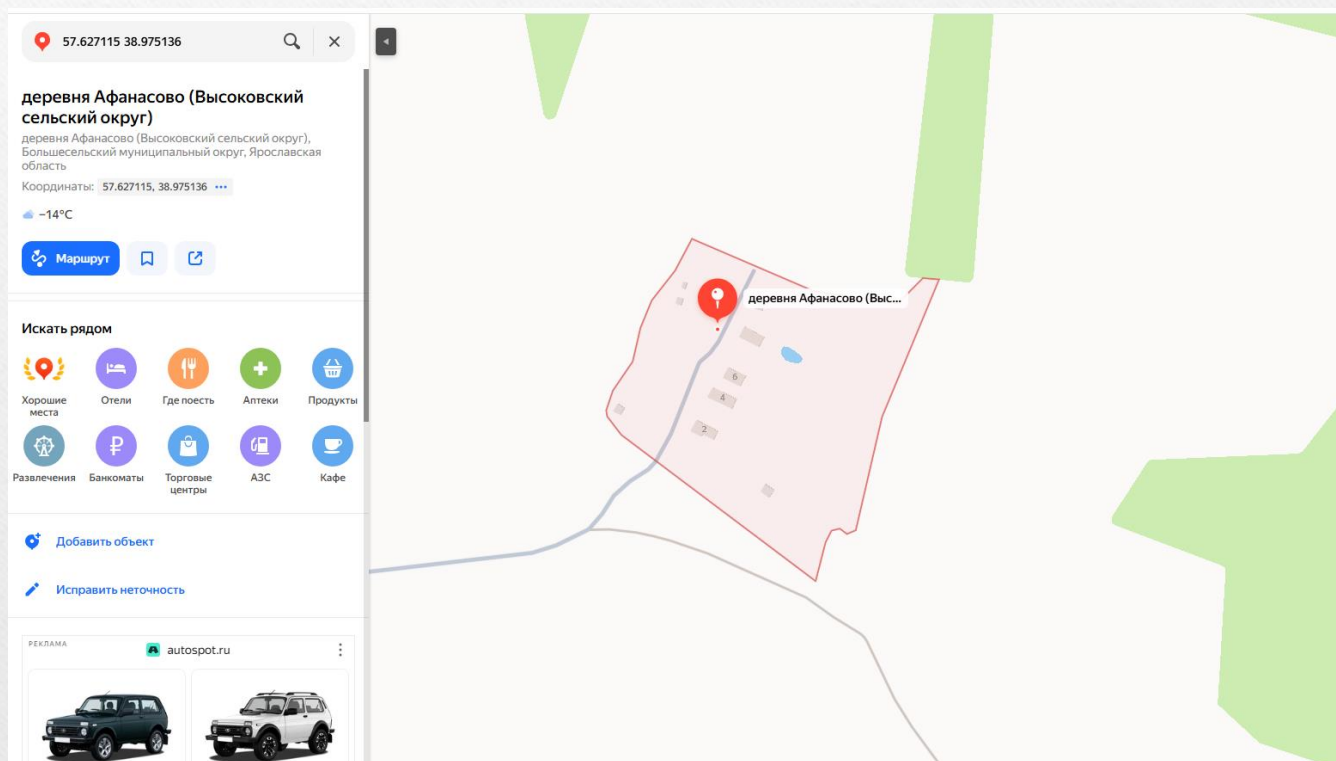 57.627115 38.975136
деревня Афанасово (Высоковский
сельский округ)
деревня Афанасово (Высоковский сельский округ),
Большесельский муниципальный округ, Ярославская
область
Координаты: 57.627115, 38.975136 •••
−14°C
Маршрут
Искать рядом
Хорошие
места
Отели
Где поесть
Аптеки
Продукты
Развлечения
Банкоматы
Торговые
центры
АЗС
Кафе
Добавить объект
Исправить неточность
РЕКЛАМА
autospot.ru
деревня Афанасово (Выс...
6
4
2